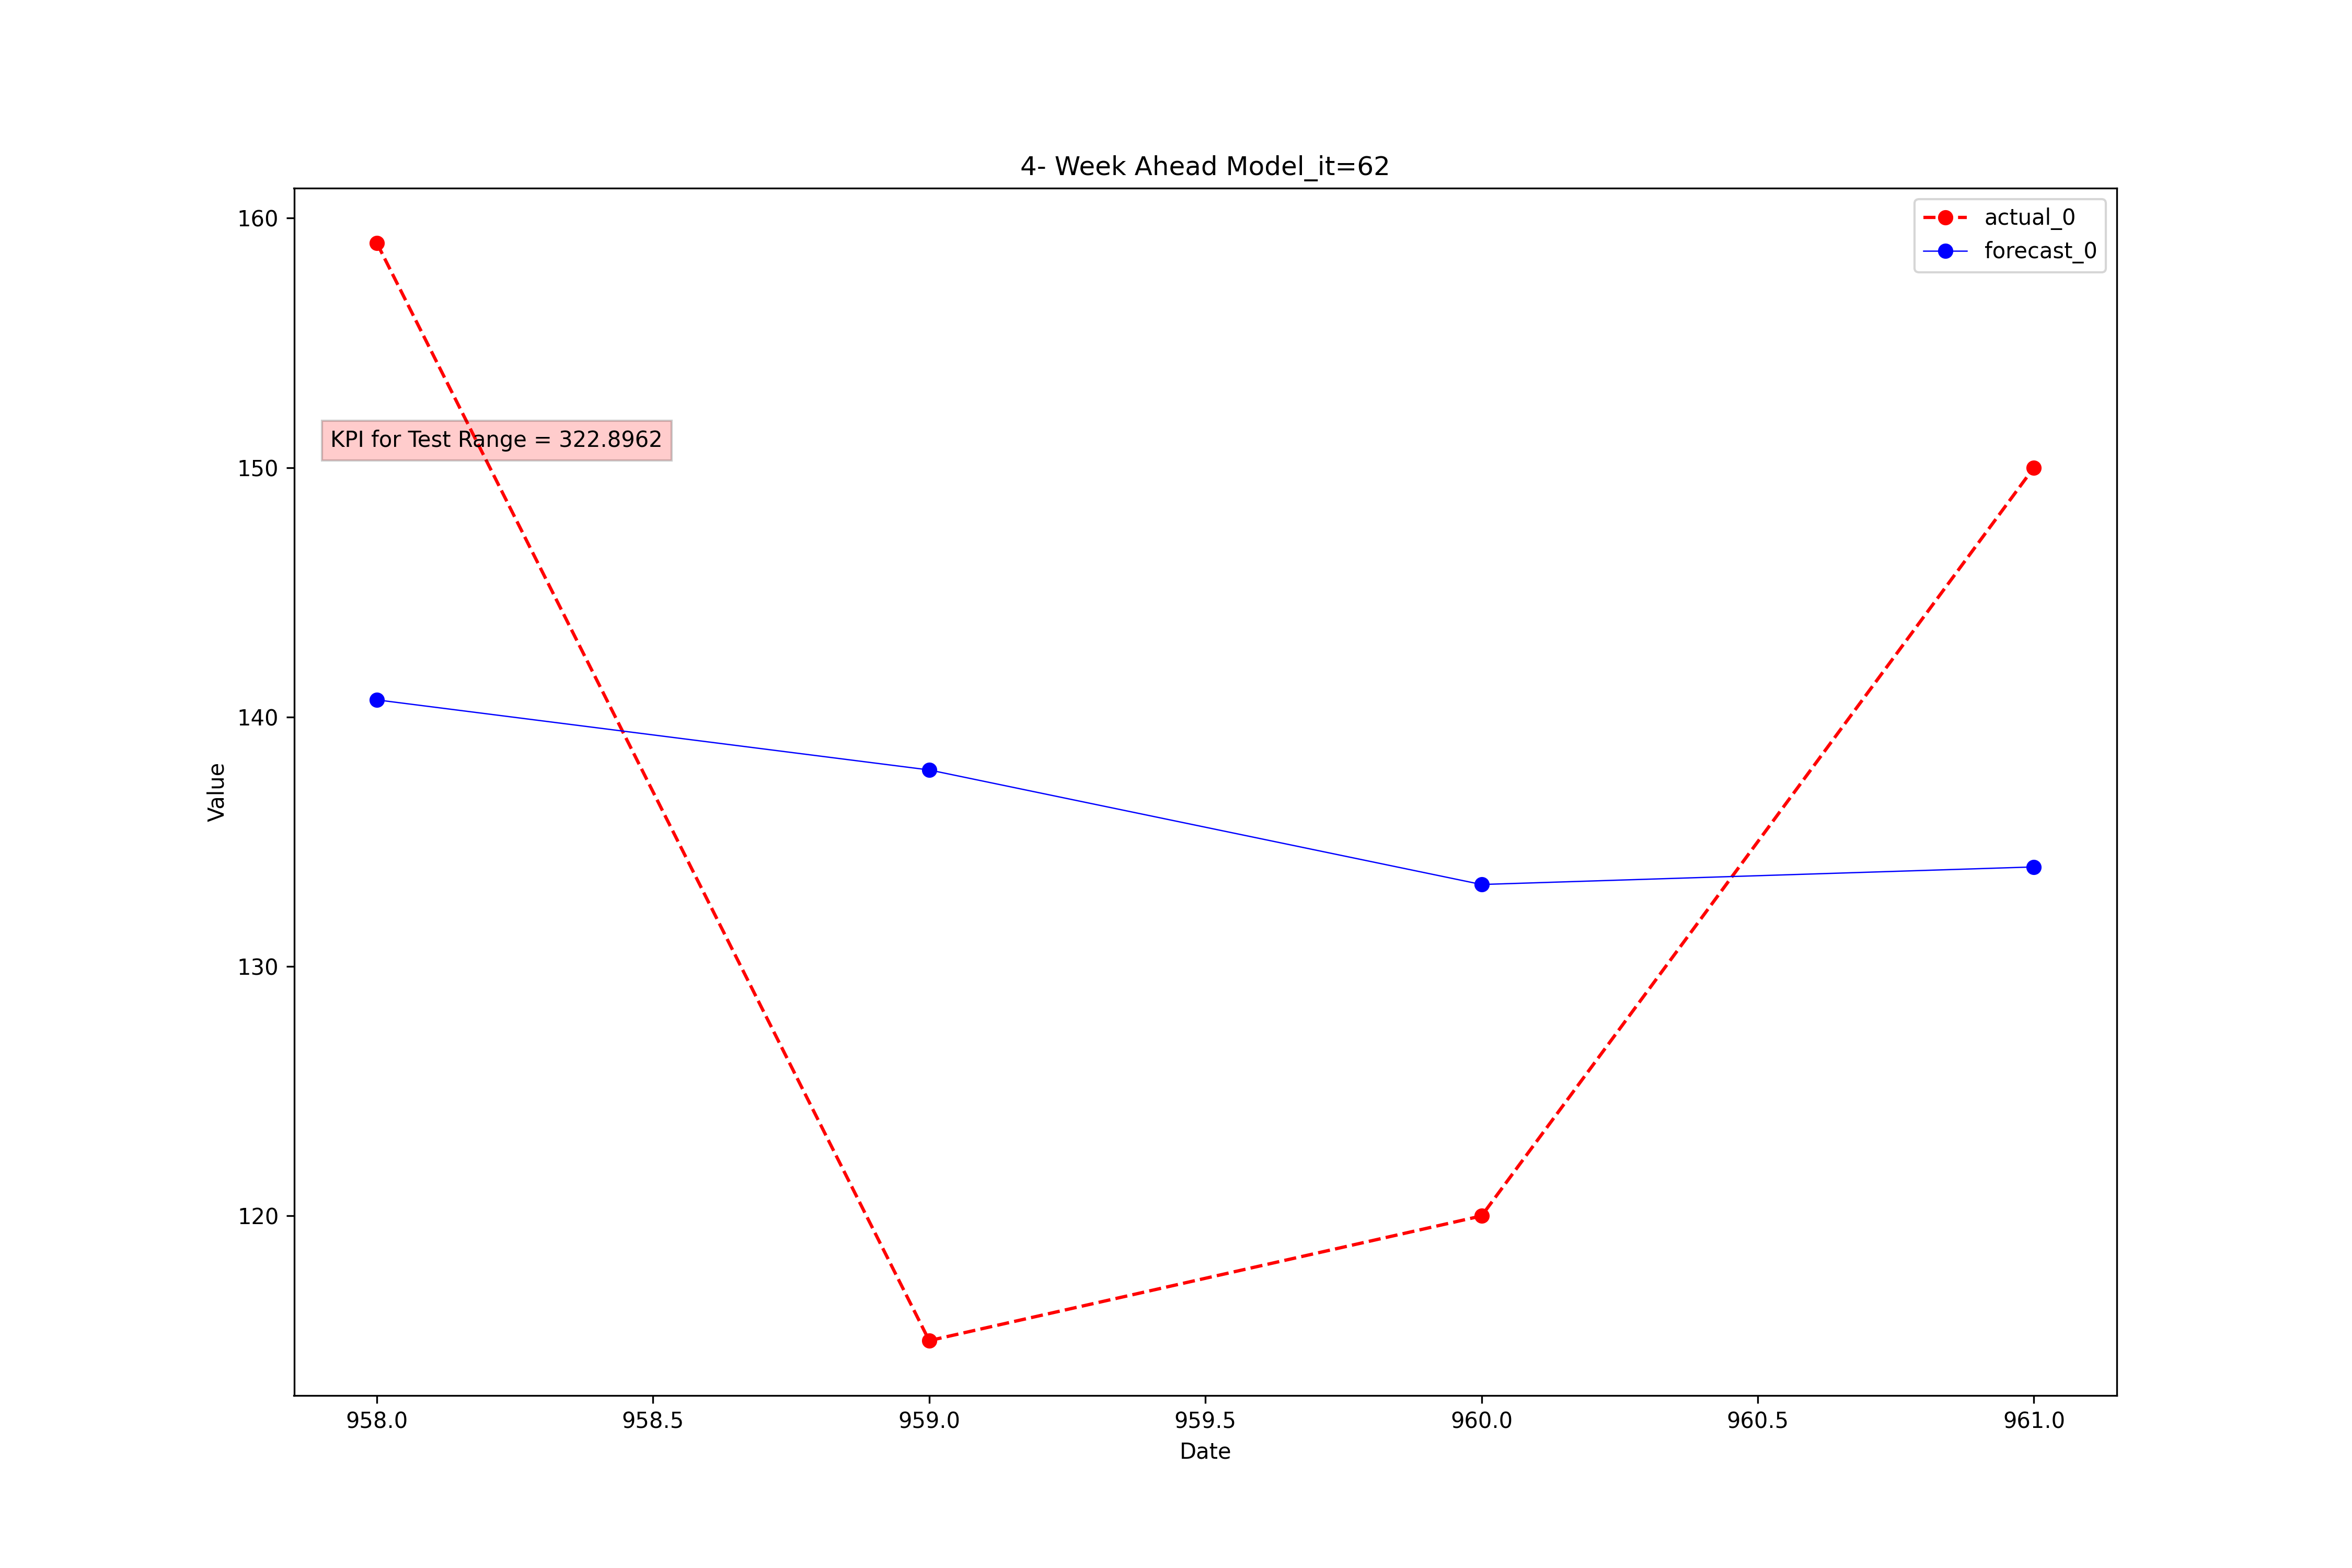 4- Week Ahead Model_it=62
actual_0
forecast_0
KPI for Test Range = 322.8962
160
150
140
130
120
Value
958.0 958.5 959.0 959.5 960.0 960.5 961.0
Date